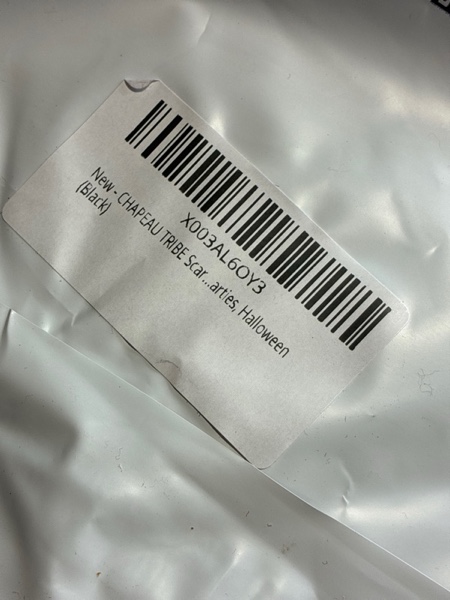 X003AL6OY3
New - CHAPEAU TRIBE Scar...arties, Halloween
(Black)